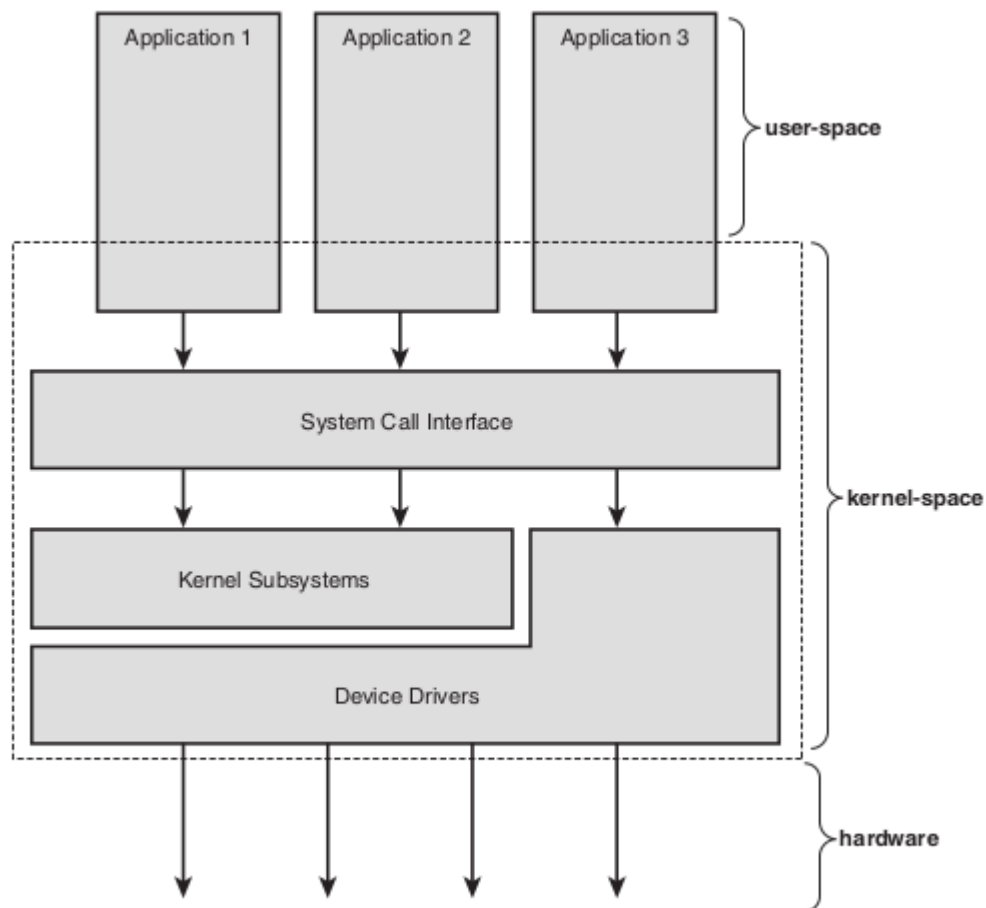 Application 1
Application 2
Application 3
user-space
System Call Interface
kernel-space
Kernel Subsystems
Device Drivers
hardware